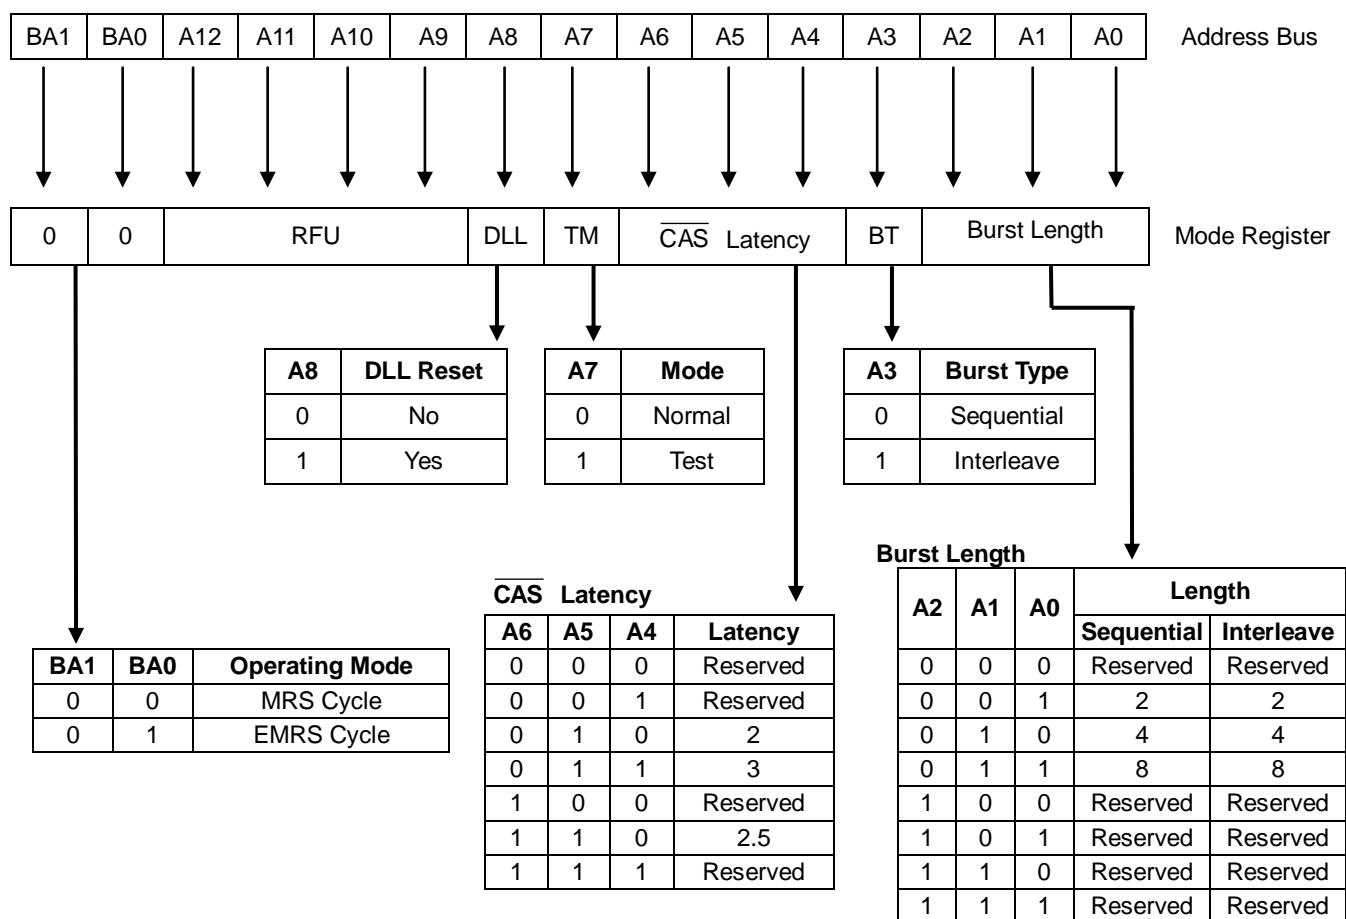 BA1 BA0 A12 A11 A10 A9 A8 A7 A6 A5 A4 A3 A2 A1 A0 Address Bus
0 0 RFU DLL TM CAS Latency BT Burst Length Mode Register
A8 DLL Reset
0 No
1 Yes
A7 Mode
0 Normal
1 Test
A3 Burst Type
0 Sequential
1 Interleave
BA1 BA0 Operating Mode
0 0 MRS Cycle
0 1 EMRS Cycle
CAS Latency
A6 A5 A4 Latency
0 0 0 Reserved
0 0 1 Reserved
0 1 0 2
0 1 1 3
1 0 0 Reserved
1 1 0 2.5
1 1 1 Reserved
Burst Length
A2 A1 A0 Length
Sequential Interleave
0 0 0 Reserved Reserved
0 0 1 2 2
0 1 0 4 4
0 1 1 8 8
1 0 0 Reserved Reserved
1 0 1 Reserved Reserved
1 1 0 Reserved Reserved
1 1 1 Reserved Reserved